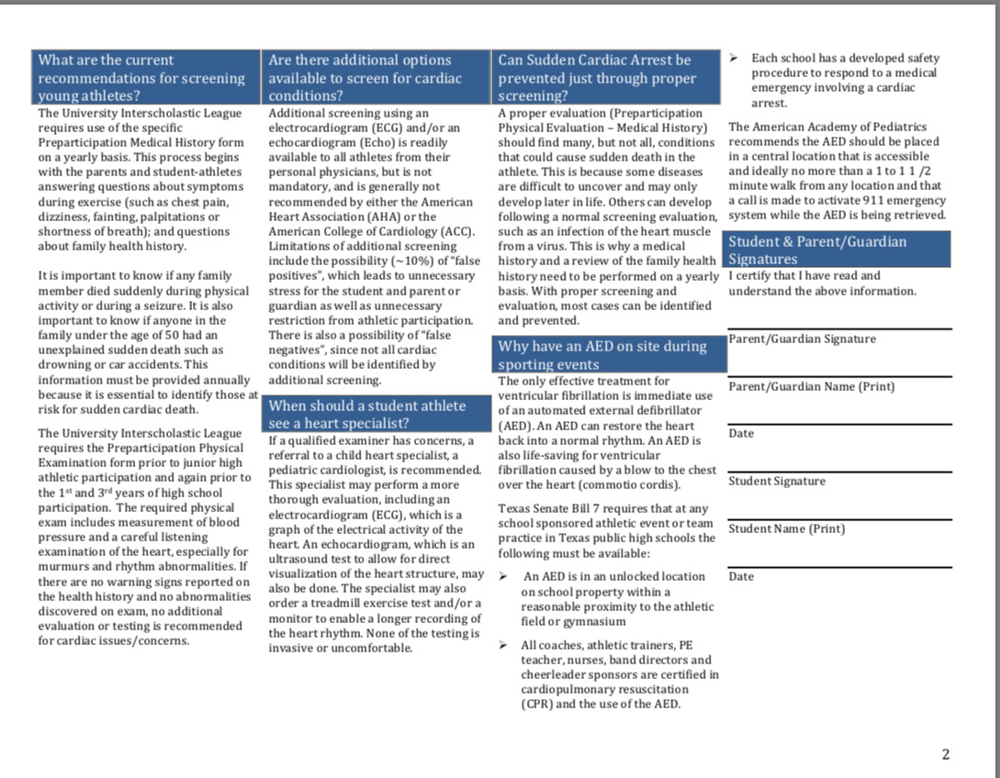 What are the current
recommendations for screening
young athletes?
The University Interscholastic League
requires use of the specific
Preparticipation Medical History form
on a yearly basis. This process begins
with the parents and student-athletes
answering questions about symptoms
during exercise (such as chest pain,
dizziness, fainting, palpitations or
shortness of breath); and questions
about family health history.
It is important to know if any family
member died suddenly during physical
activity or during a seizure. It is also
important to know if anyone in the
family under the age of 50 had an
unexplained sudden death such as
drowning or car accidents. This
information must be provided annually
because it is essential to identify those at
risk for sudden cardiac death.
The University Interscholastic League
requires the Preparticipation Physical
Examination form prior to junior high
athletic participation and again prior to
the 1st and 3rd years of high school
participation. The required physical
exam includes measurement of blood
pressure and a careful listening
examination of the heart, especially for
murmurs and rhythm abnormalities. If
there are no warning signs reported on
the health history and no abnormalities
discovered on exam, no additional
evaluation or testing is recommended
for cardiac issues/concerns.
Are there additional options
available to screen for cardiac
conditions?
Additional screening using an
electrocardiogram (ECG) and/or an
echocardiogram (Echo) is readily
available to all athletes from their
personal physicians, but is not
mandatory, and is generally not
recommended by either the American
Heart Association (AHA) or the
American College of Cardiology (ACC).
Limitations of additional screening
include the possibility (~10%) of "false
positives", which leads to unnecessary
stress for the student and parent or
guardian as well as unnecessary
restriction from athletic participation.
There is also a possibility of "false
negatives", since not all cardiac
conditions will be identified by
additional screening.
When should a student athlete
see a heart specialist?
If a qualified examiner has concerns, a
referral to a child heart specialist, a
pediatric cardiologist, is recommended.
This specialist may perform a more
thorough evaluation, including an
electrocardiogram (ECG), which is a
graph of the electrical activity of the
heart. An echocardiogram, which is an
ultrasound test to allow for direct
visualization of the heart structure, may
also be done. The specialist may also
order a treadmill exercise test and/or a
monitor to enable a longer recording of
the heart rhythm. None of the testing is
invasive or uncomfortable.
Can Sudden Cardiac Arrest be
prevented just through proper
screening?
A proper evaluation (Preparticipation
Physical Evaluation – Medical History)
should find many, but not all, conditions
that could cause sudden death in the
athlete. This is because some diseases
are difficult to uncover and may only
develop later in life. Others can develop
following a normal screening evaluation,
such as an infection of the heart muscle
from a virus. This is why a medical
history and a review of the family health
history need to be performed on a yearly
basis. With proper screening and
evaluation, most cases can be identified
and prevented.
Why have an AED on site during
sporting events
The only effective treatment for
ventricular fibrillation is immediate use
of an automated external defibrillator
(AED). An AED can restore the heart
back into a normal rhythm. An AED is
also life-saving for ventricular
fibrillation caused by a blow to the chest
over the heart (commotio cordis).
Texas Senate Bill 7 requires that at any
school sponsored athletic event or team
practice in Texas public high schools the
following must be available:
➢ An AED is in an unlocked location
on school property within a
reasonable proximity to the athletic
field or gymnasium
➢ All coaches, athletic trainers, PE
teacher, nurses, band directors and
cheerleader sponsors are certified in
cardiopulmonary resuscitation
(CPR) and the use of the AED.
➢ Each school has a developed safety
procedure to respond to a medical
emergency involving a cardiac
arrest.
The American Academy of Pediatrics
recommends the AED should be placed
in a central location that is accessible
and ideally no more than a 1 to 1 1 /2
minute walk from any location and that
a call is made to activate 911 emergency
system while the AED is being retrieved.
Student & Parent/Guardian
Signatures
I certify that I have read and
understand the above information.
Parent/Guardian Signature
Parent/Guardian Name (Print)
Date
Student Signature
Student Name (Print)
Date
2